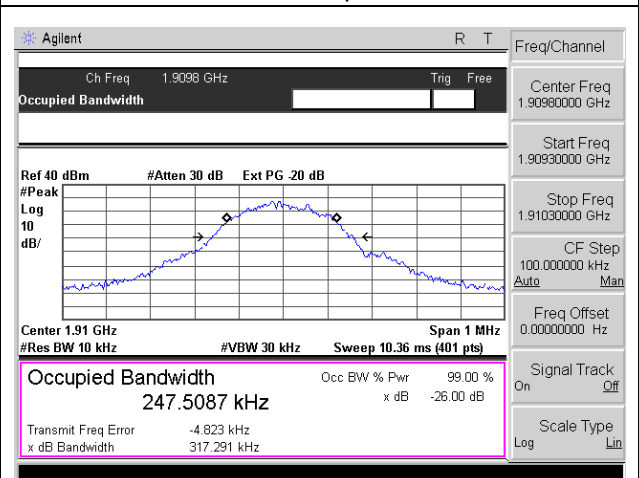 Agilent R T
Freq/Channel
Ch Freq 1.9098 GHz Trig Free
Occupied Bandwidth
Center Freq
1.90980000 GHz
Start Freq
1.90930000 GHz
Ref 40 dBm #Atten 30 dB Ext PG -20 dB
#Peak
Log
10
dB/
Stop Freq
1.91030000 GHz
CF Step
100.000000 kHz
Auto Man
Freq Offset
0.00000000 Hz
Center 1.91 GHz Span 1 MHz
#Res BW 10 kHz #VBW 30 kHz Sweep 10.36 ms (401 pts)
Occupied Bandwidth Occ BW % Pwr 99.00 %
247.5087 kHz x dB -26.00 dB
Transmit Freq Error -4.823 kHz
x dB Bandwidth 317.291 kHz
Signal Track
On Off
Scale Type
Log Lin